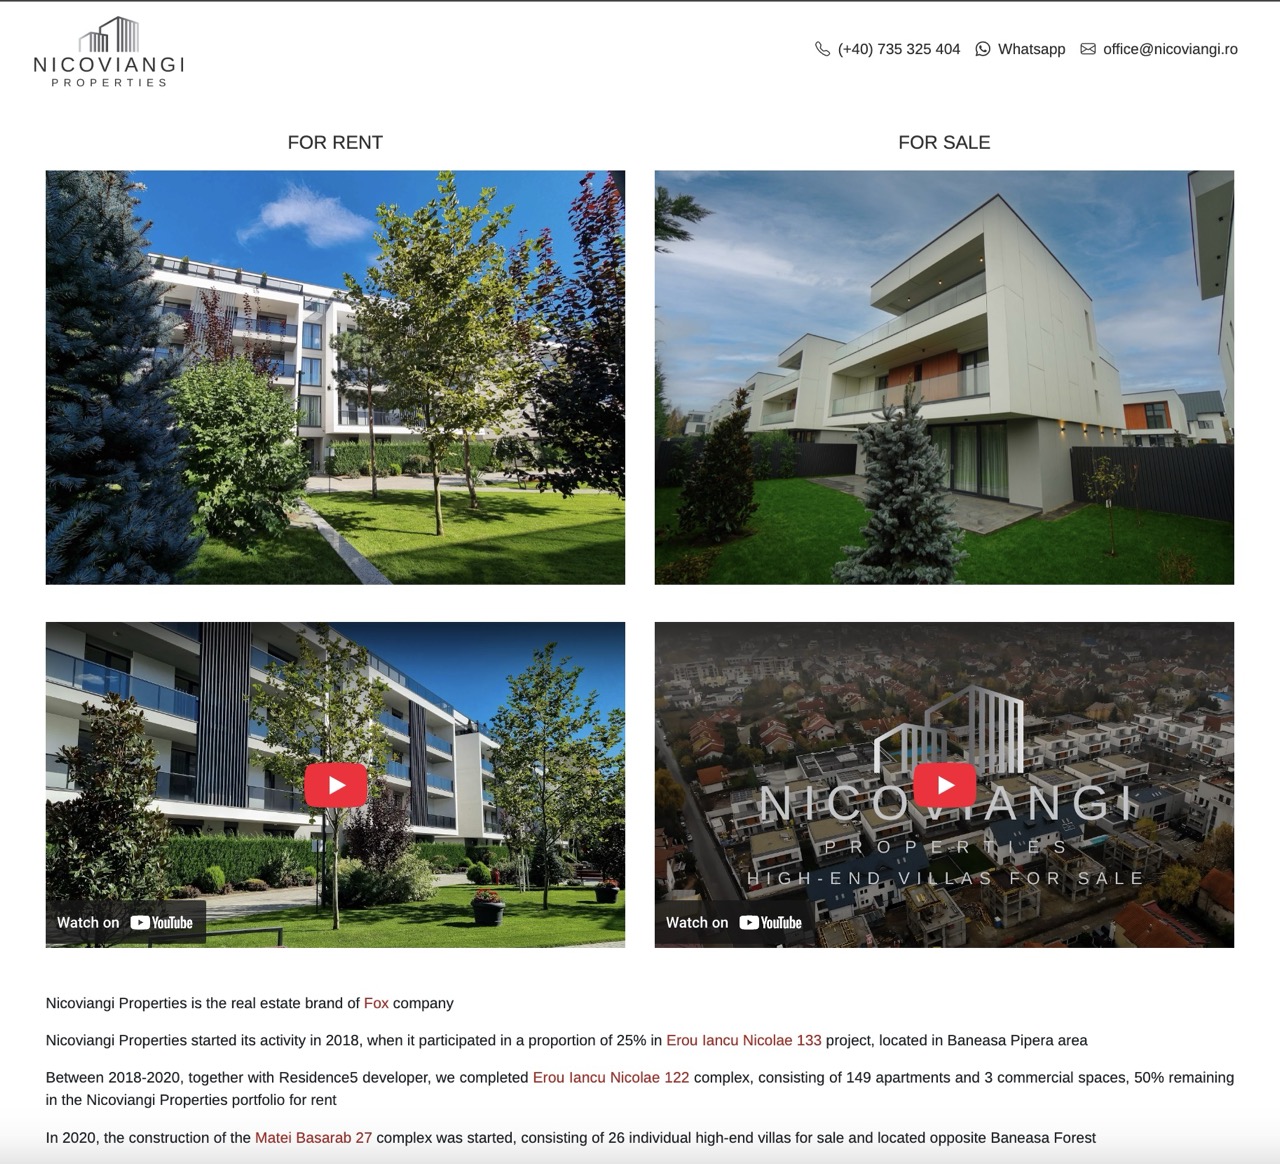 NICOVIANGI
PROPERTIES
(+40) 735 325 404 Whatsapp office@nicoviangi.ro
FOR RENT
FOR SALE
Watch on YouTube
NICOVIANGI
PROPERTIES
HIGH-END VILLAS FOR SALE
Watch on YouTube
Nicoviangi Properties is the real estate brand of Fox company
Nicoviangi Properties started its activity in 2018, when it participated in a proportion of 25% in Erou Iancu Nicolae 133 project, located in Baneasa Pipera area
Between 2018-2020, together with Residence5 developer, we completed Erou Iancu Nicolae 122 complex, consisting of 149 apartments and 3 commercial spaces, 50% remaining
in the Nicoviangi Properties portfolio for rent
In 2020, the construction of the Matei Basarab 27 complex was started, consisting of 26 individual high-end villas for sale and located opposite Baneasa Forest